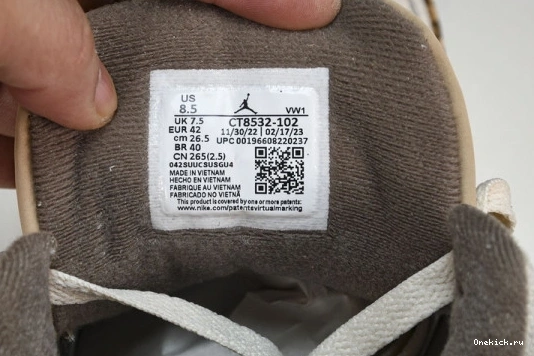 US
8.5
VW1
UK 7.5
CT8532-102
EUR 42
11/30/22 | 02/17/23
cm 26.5
UPC 00196608220237
BR 40
CN 265(2.5)
042SUUCSUSGU4
MADE IN VIETNAM
HECHO EN VIETNAM
FABRIQUE AU VIETNAM
FABRICADO NO VIETNÃ
This product is covered by one or more patents:
www.nike.com/patentsvirtualmarking
Onekick.ru